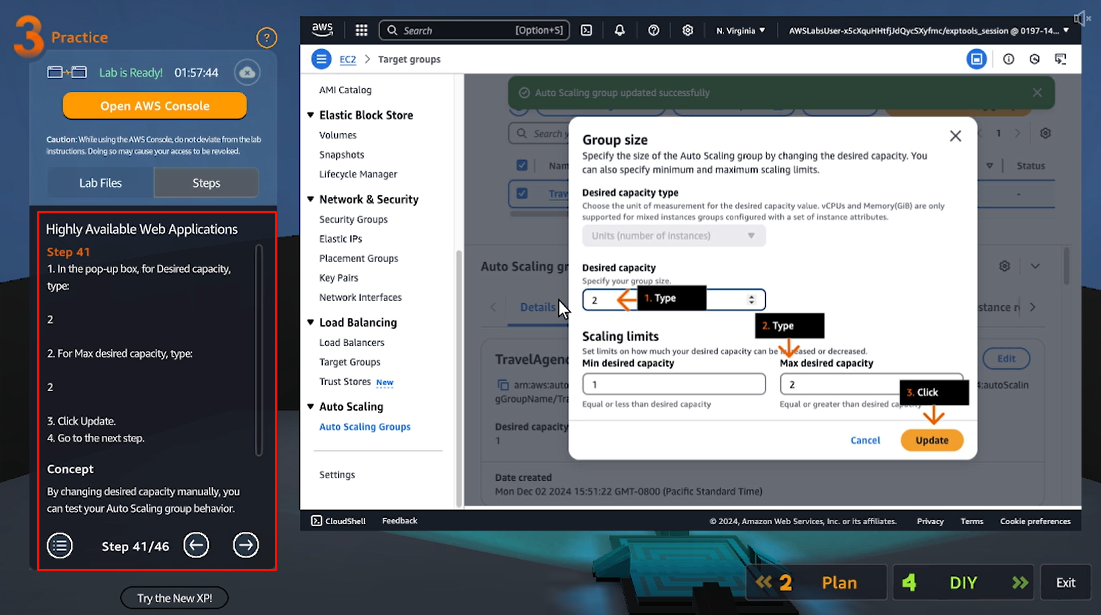 3 Practice
?
Lab is Ready! 01:57:44
Open AWS Console
Caution: While using the AWS Console, do not deviate from the lab
instructions. Doing so may cause your access to be revoked.
Lab Files
Steps
Highly Available Web Applications
Step 41
1. In the pop-up box, for Desired capacity,
type:
2
2. For Max desired capacity, type:
2
3. Click Update.
4. Go to the next step.
Concept
By changing desired capacity manually, you
can test your Auto Scaling group behavior.
Step 41/46
Try the New XP!
aws
Search
[Option+S]
N. Virginia
AWSLabsUser-x5cXquHHtfjJdQycSXyfmc/exptools_session @ 0197-14...
EC2 > Target groups
AMI Catalog
Elastic Block Store
Volumes
Snapshots
Lifecycle Manager
Network & Security
Security Groups
Elastic IPs
Placement Groups
Key Pairs
Network Interfaces
Load Balancing
Load Balancers
Target Groups
Trust Stores New
Auto Scaling
Auto Scaling Groups
Settings
Auto Scaling group updated successfully
Search y
1
Nam
Status
Trav
-
Auto Scaling gr
Details
stance r
TravelAgenc
Edit
arn:aws:auto
4:autoScalin
gGroupName/Tra
Desired capacity
1
Date created
Mon Dec 02 2024 15:51:22 GMT-0800 (Pacific Standard Time)
Group size
Specify the size of the Auto Scaling group by changing the desired capacity. You
can also specify minimum and maximum scaling limits.
Desired capacity type
Choose the unit of measurement for the desired capacity value. vCPUs and Memory(GiB) are only
supported for mixed instances groups configured with a set of instance attributes.
Units (number of instances)
Desired capacity
Specify your group size.
2
1. Type
2. Type
Scaling limits
Set limits on how much your desired capacity can be increased or decreased.
Min desired capacity
Max desired capacity
1
2
3. Click
Equal or less than desired capacity
Equal or greater than desired capacity
Cancel
Update
CloudShell
Feedback
© 2024, Amazon Web Services, Inc. or its affiliates.
Privacy
Terms
Cookie preferences
2 Plan
4 DIY
Exit